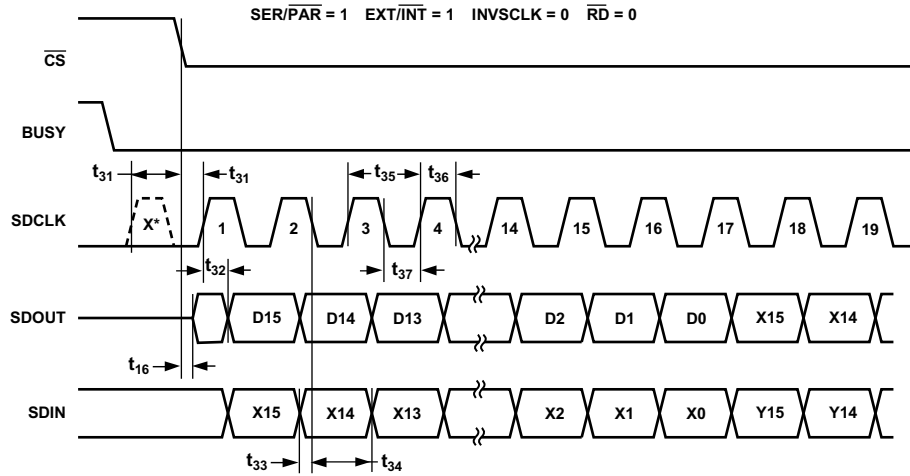 SER/PAR = 1 EXT/INT = 1 INVSCLK = 0 RD = 0
CS
BUSY
t31 t31 t35 t36
SDCLK X* 1 2 3 4 14 15 16 17 18 19
t32 t37
SDOUT D15 D14 D13 D2 D1 D0 X15 X14
t16
SDIN X15 X14 X13 X2 X1 X0 Y15 Y14
t33 t34